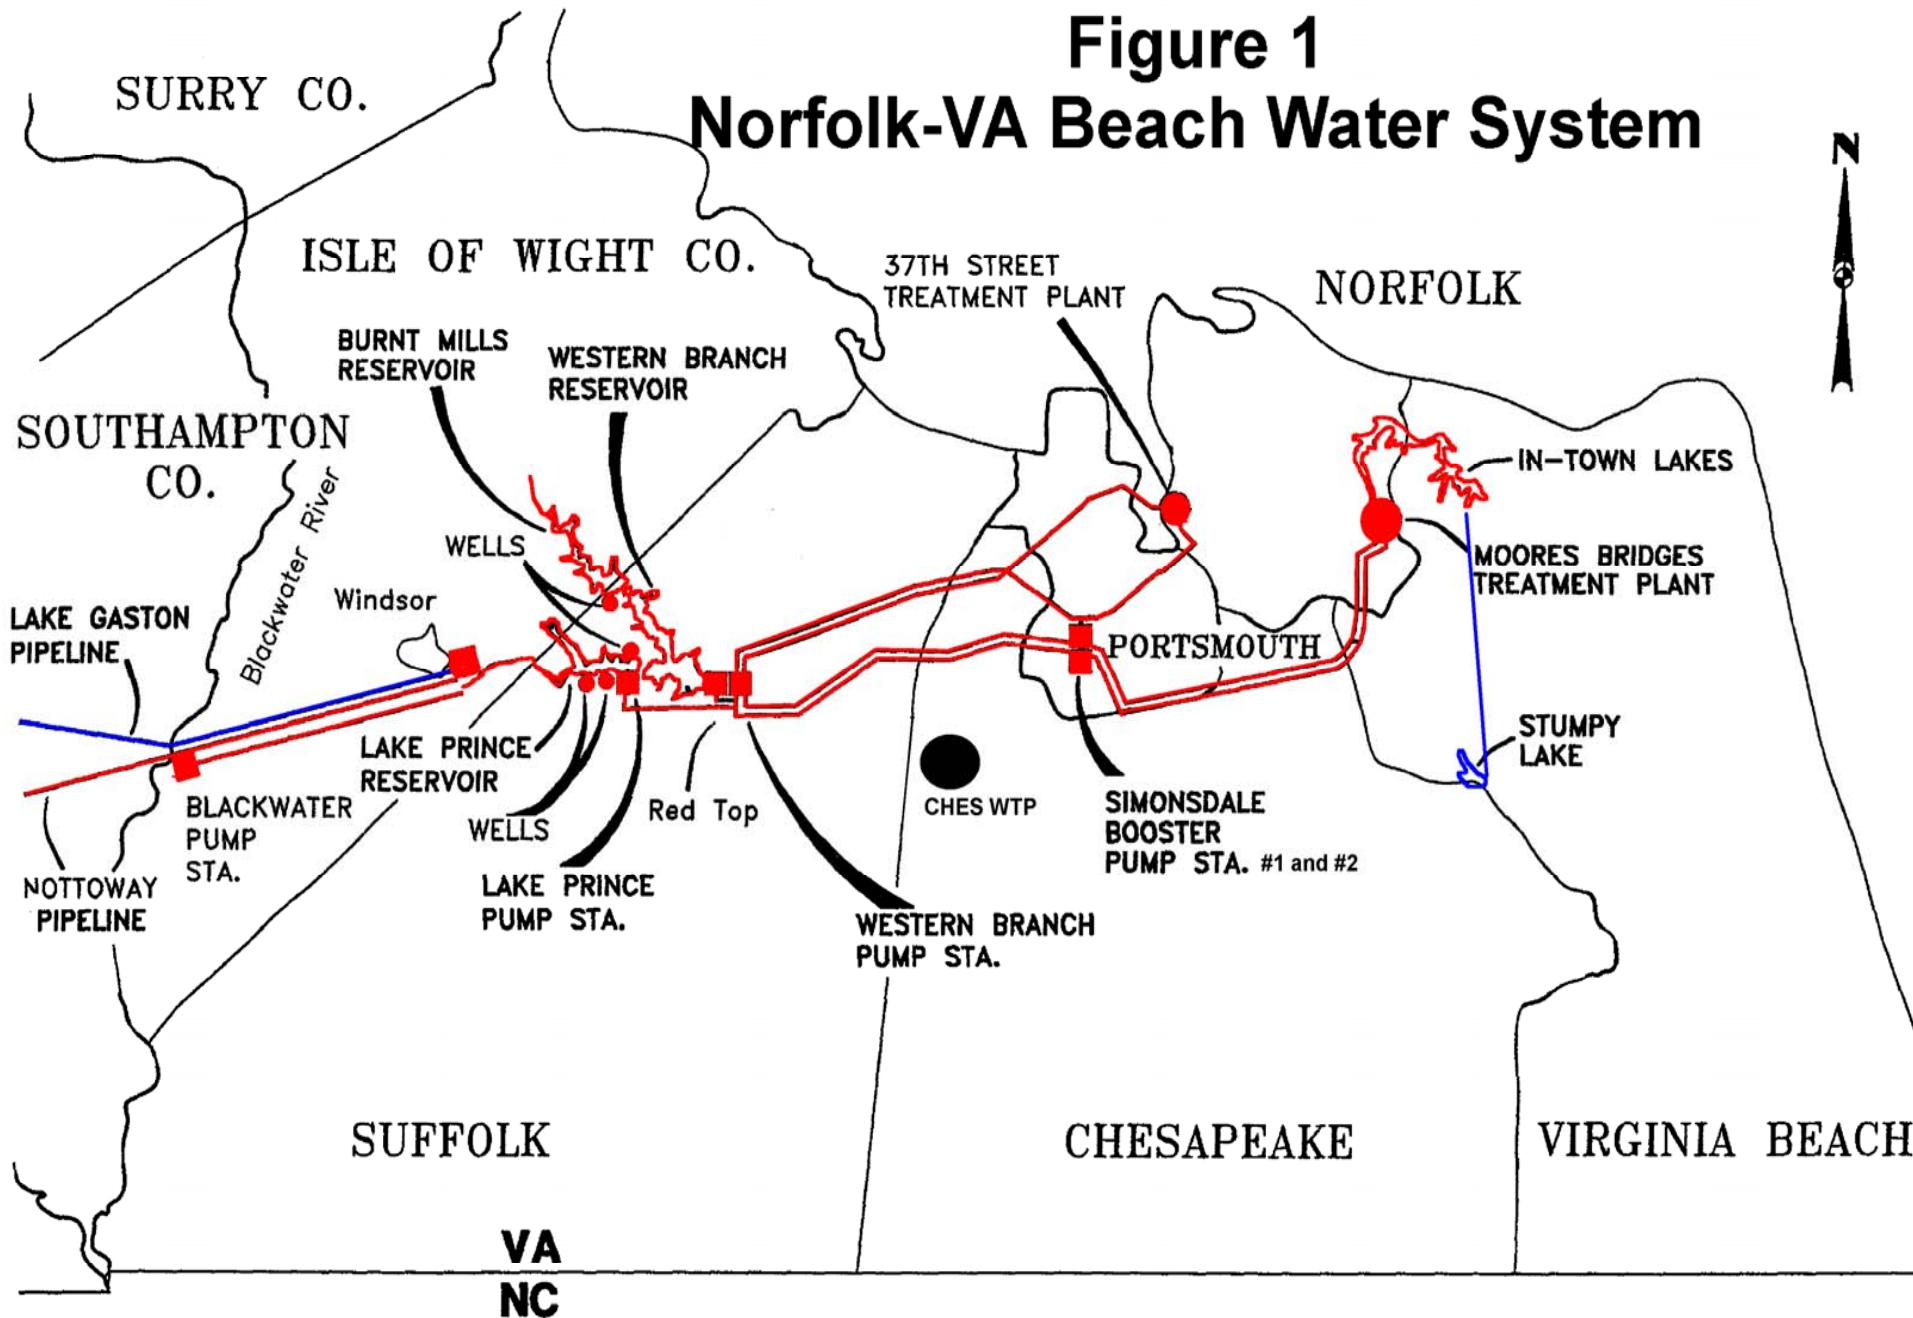 Figure 1
Norfolk-VA Beach Water System
SURRY CO.
N
ISLE OF WIGHT CO.
37TH STREET
TREATMENT PLANT
NORFOLK
BURNT MILLS
RESERVOIR
WESTERN BRANCH
RESERVOIR
SOUTHAMPTON
CO.
IN-TOWN LAKES
Blackwater River
WELLS
MOORES BRIDGES
TREATMENT PLANT
Windsor
LAKE GASTON
PIPELINE
PORTSMOUTH
STUMPY
LAKE
LAKE PRINCE
RESERVOIR
BLACKWATER
PUMP
STA.
WELLS
Red Top
CHES WTP
SIMONSDALE
BOOSTER
PUMP STA. #1 and #2
NOTTOWAY
PIPELINE
LAKE PRINCE
PUMP STA.
WESTERN BRANCH
PUMP STA.
SUFFOLK
CHESAPEAKE
VIRGINIA BEACH
VA
NC